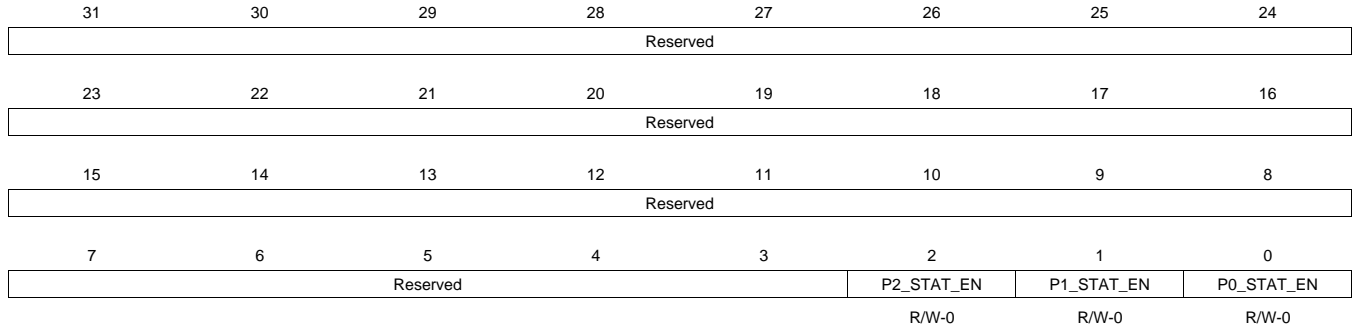 31 30 29 28 27 26 25 24
Reserved
23 22 21 20 19 18 17 16
Reserved
15 14 13 12 11 10 9 8
Reserved
7 6 5 4 3 2 1 0
Reserved P2_STAT_EN P1_STAT_EN P0_STAT_EN
R/W-0 R/W-0 R/W-0